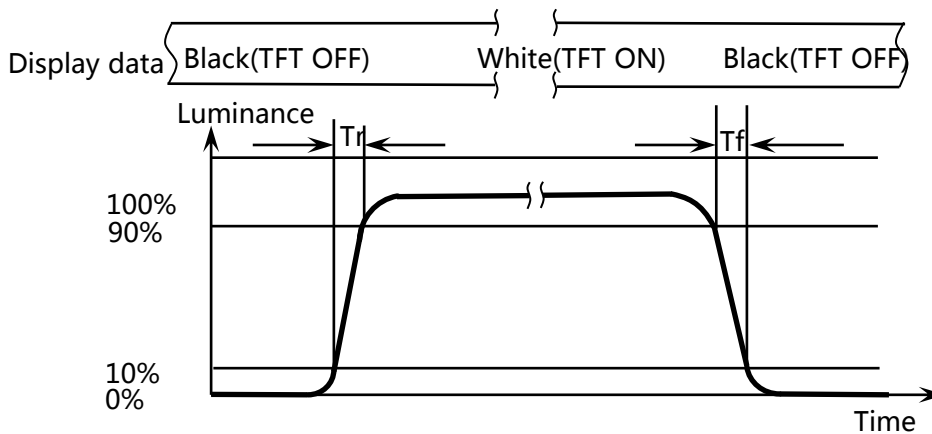 Display data Black(TFT OFF) White(TFT ON) Black(TFT OFF)
Luminance
Tr Tf
100%
90%
10%
0%
Time